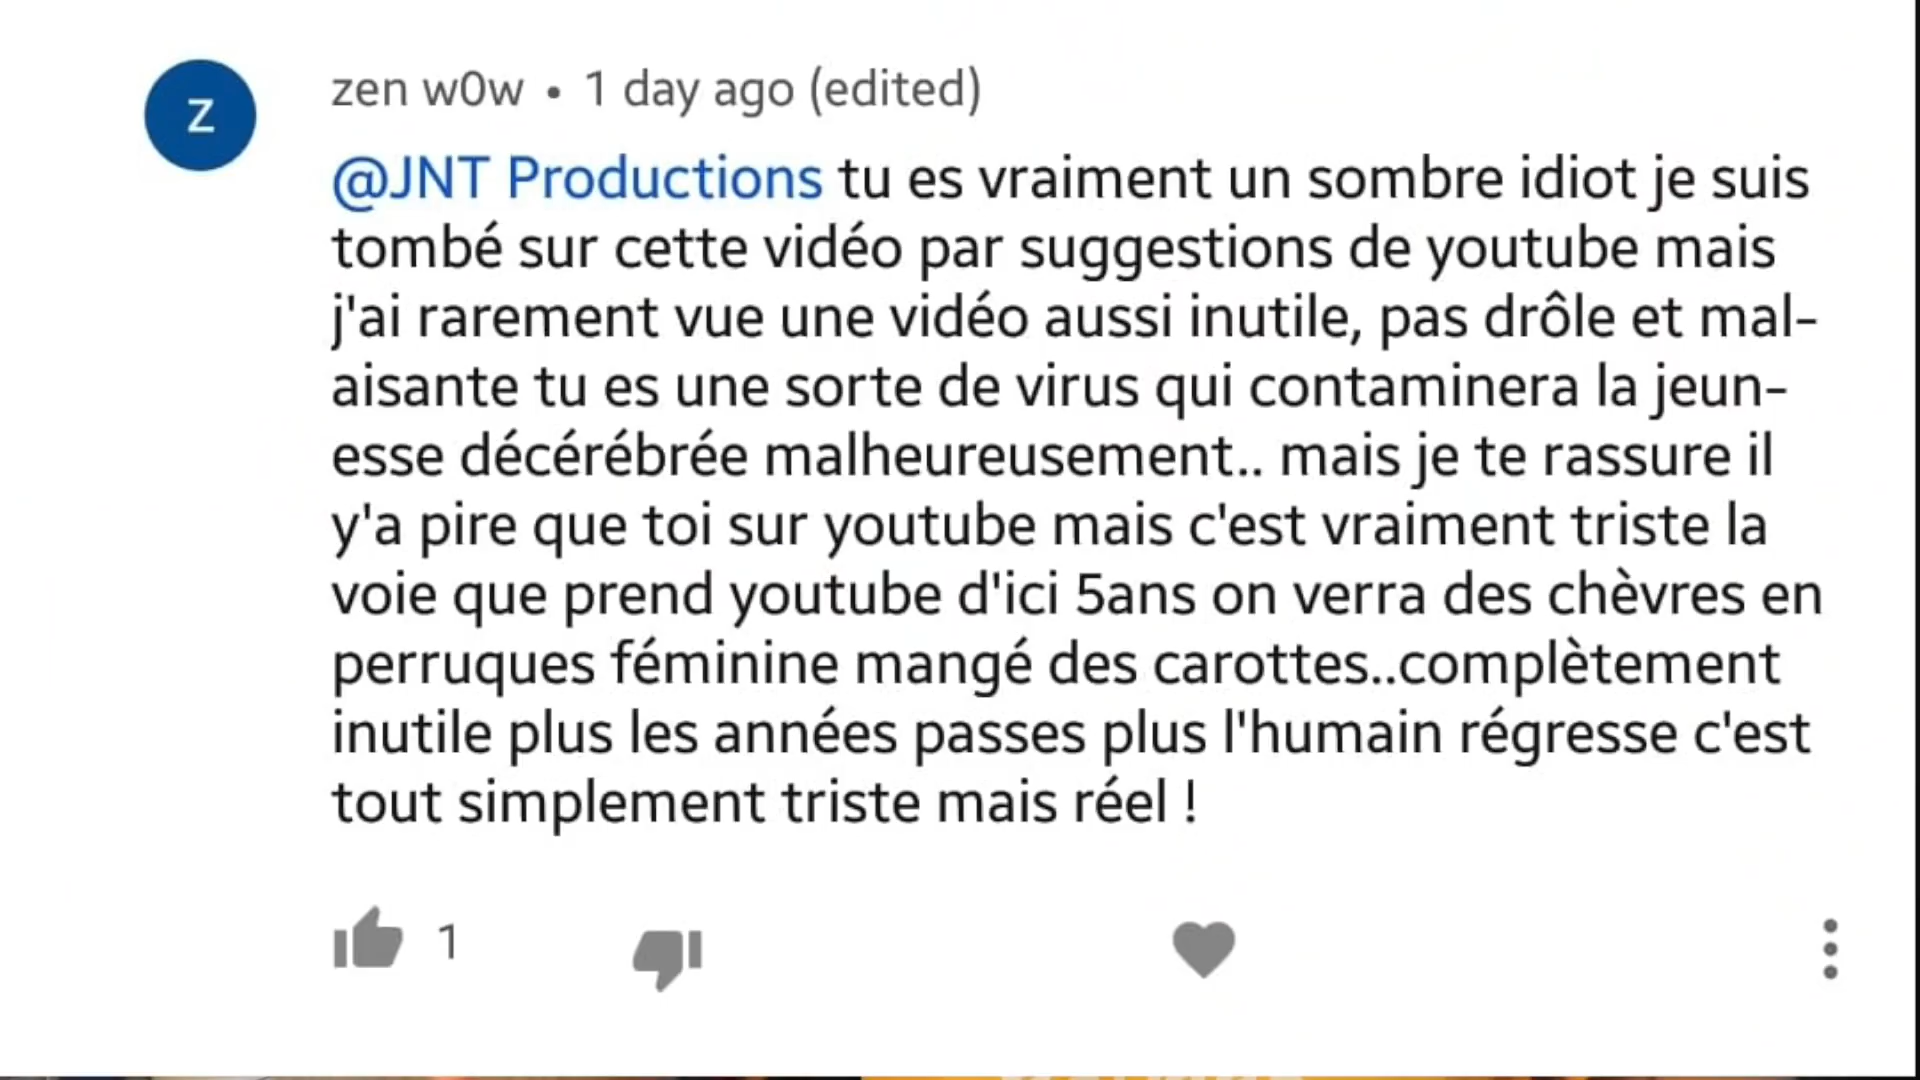 Z
zen w0w • 1 day ago (edited)
@JNT Productions tu es vraiment un sombre idiot je suis
tombé sur cette vidéo par suggestions de youtube mais
j'ai rarement vue une vidéo aussi inutile, pas drôle et mal-
aisante tu es une sorte de virus qui contaminera la jeun-
esse décérébrée malheureusement.. mais je te rassure il
y'a pire que toi sur youtube mais c'est vraiment triste la
voie que prend youtube d'ici 5ans on verra des chèvres en
perruques féminine mangé des carottes..complètement
inutile plus les années passes plus l'humain régresse c'est
tout simplement triste mais réel !
1